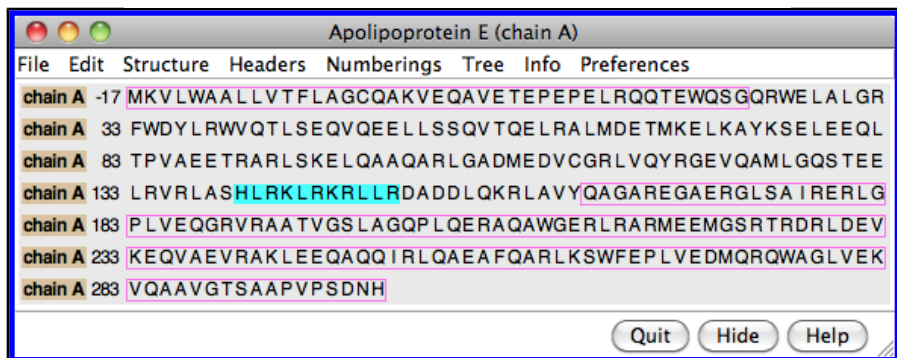 Apolipoprotein E (chain A)
File Edit Structure Headers Numberings Tree Info Preferences
chain A -17 MKVLWAALLVTFLAGCQAKVEQAVETEPEPELRQQTEWQSGQRWELALGR
chain A 33 FWDYLRWVQTLSEQVQEELLSSQVTQELRALMDETMKELKAYKSELEEQL
chain A 83 TPVAEETRARLSKELQAAQARLGADMEDVCGRLVQYRGEVQAMLGQSTEE
chain A 133 LRVRLASHLRKLRKRLLRDADDLQKRLAVYQAGAREGAERGLSAIRERLG
chain A 183 PLVEQGRVRAATVGSLAGQPLQERAQAWGERLRARMEEMGSRTRDRLDEV
chain A 233 KEQVAEVRAKLEEQAQQIRLQAEAFQARLKSWFEPLVEDMQRQWAGLVEK
chain A 283 VQAAVGTSAAPVPSDNH
Quit Hide Help